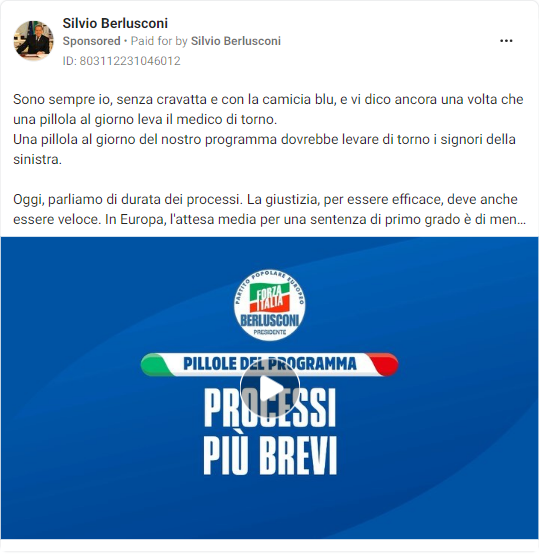 Silvio Berlusconi
Sponsored • Paid for by Silvio Berlusconi
ID: 803112231046012
Sono sempre io, senza cravatta e con la camicia blu, e vi dico ancora una volta che
una pillola al giorno leva il medico di torno.
Una pillola al giorno del nostro programma dovrebbe levare di torno i signori della
sinistra.
Oggi, parliamo di durata dei processi. La giustizia, per essere efficace, deve anche
essere veloce. In Europa, l'attesa media per una sentenza di primo grado è di men...
PARTITO POPOLARE EUROPEO
FORZA
ITALIA
BERLUSCONI
PRESIDENTE
PILLOLE DEL PROGRAMMA
PROCESSI
PIÙ BREVI